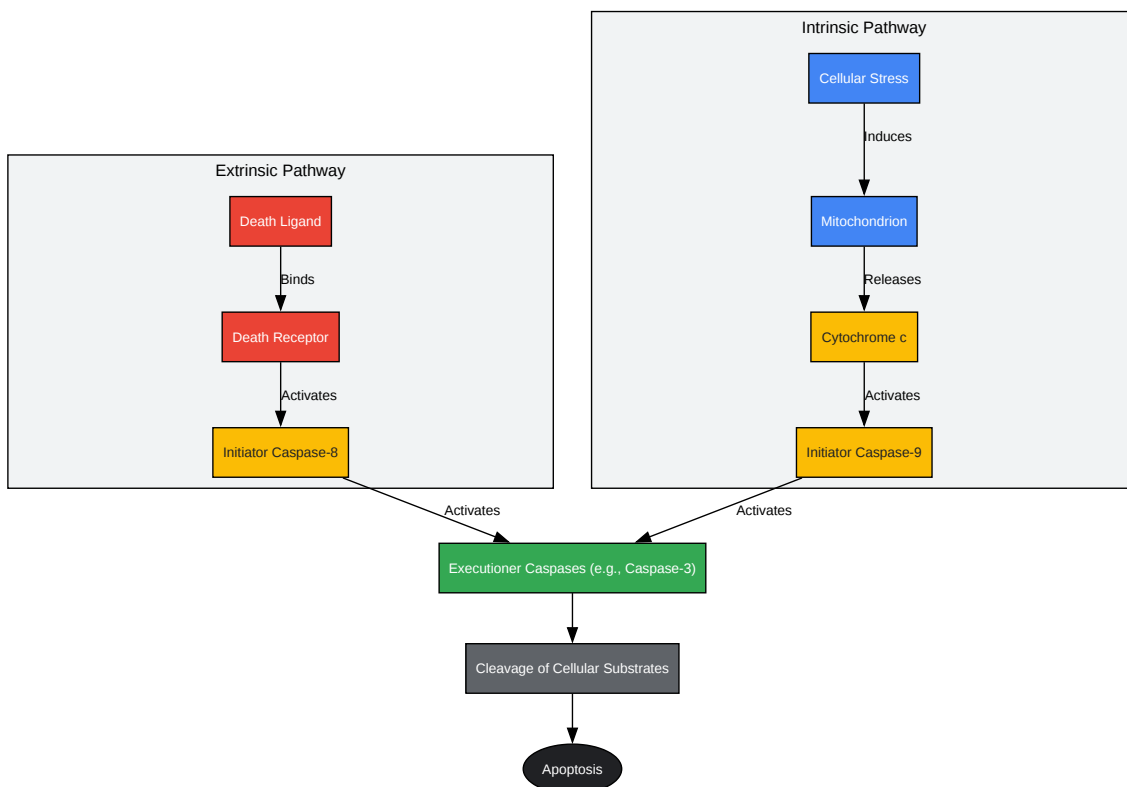 Extrinsic Pathway
Death Ligand
Binds
Death Receptor
Activates
Initiator Caspase-8
Intrinsic Pathway
Cellular Stress
Induces
Mitochondrion
Releases
Cytochrome c
Activates
Initiator Caspase-9
Activates
Activates
Executioner Caspases (e.g., Caspase-3)
Cleavage of Cellular Substrates
Apoptosis